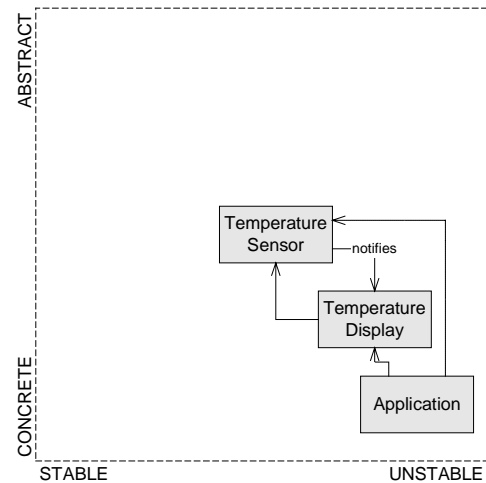 ABSTRACT
Temperature
Sensor
notifies
Temperature
Display
Application
CONCRETE
STABLE
UNSTABLE